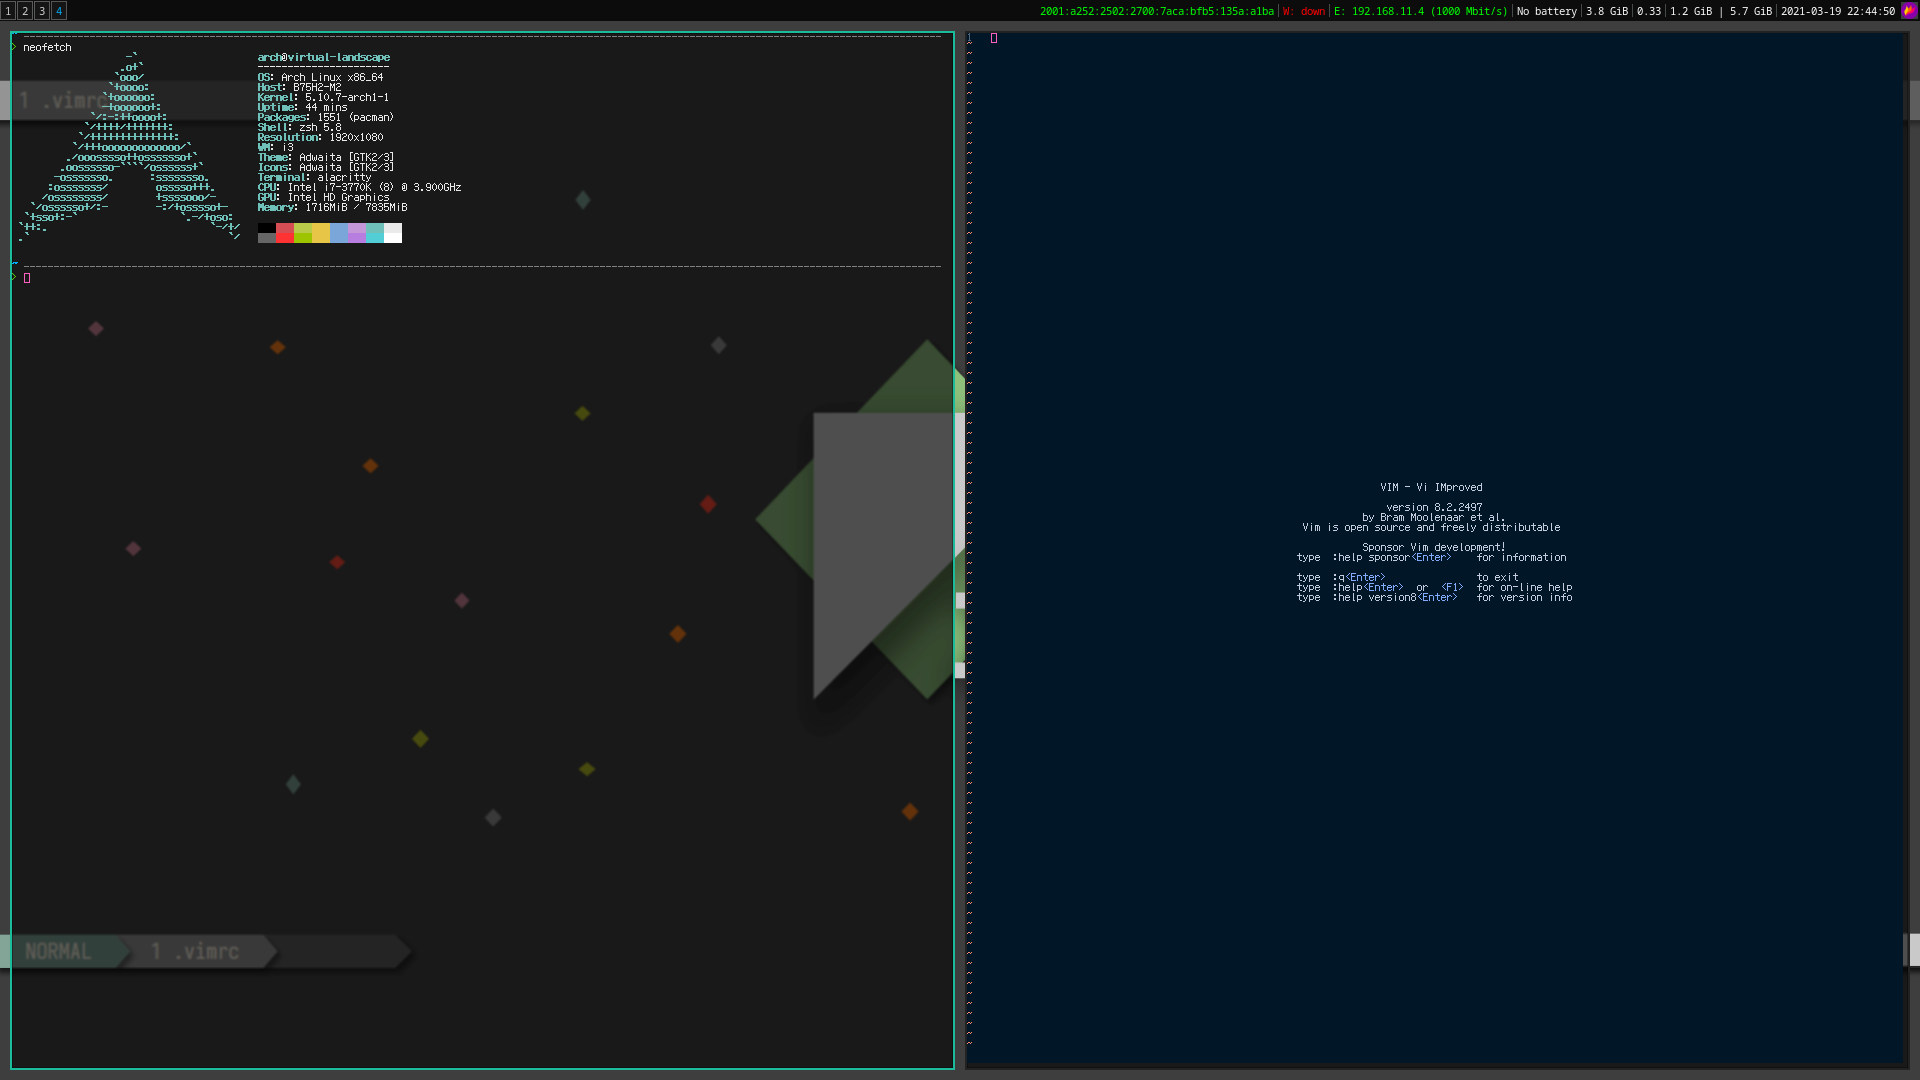 1 2 3 4
2001:a252:2502:2700:7aca:bfb5:135a:a1ba | W: down | E: 192.168.11.4 (1000 Mbit/s) | No battery | 3.8 GiB | 0.33 | 1.2 GiB | 5.7 GiB | 2021-03-19 22:44:50
> neofetch
arch@virtual-landscape
----------------------
OS: Arch Linux x86_64
Host: B75H2-M2
Kernel: 5.10.7-arch1-1
Uptime: 44 mins
Packages: 1551 (pacman)
Shell: zsh 5.8
Resolution: 1920x1080
WM: i3
Theme: Adwaita [GTK2/3]
Icons: Adwaita [GTK2/3]
Terminal: alacritty
CPU: Intel i7-3770K (8) @ 3.900GHz
GPU: Intel HD Graphics
Memory: 1716MiB / 7835MiB
~
>
1 .vimrc
NORMAL 1 .vimrc
1
VIM - Vi IMproved
version 8.2.2497
by Bram Moolenaar et al.
Vim is open source and freely distributable
Sponsor Vim development!
type :help sponsor<Enter> for information
type :q<Enter> to exit
type :help<Enter> or <F1> for on-line help
type :help version8<Enter> for version info